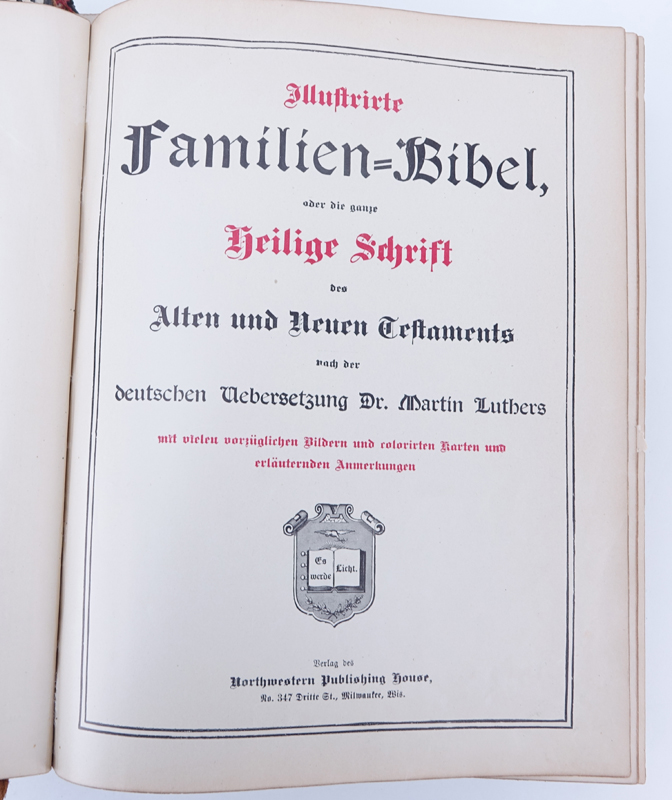 Illustrirte
Familien=Bibel,
oder die ganze
Heilige Schrift
des
Alten und Neuen Testaments
nach der
deutschen Uebersetzung Dr. Martin Luthers
mit vielen vorzüglichen Bildern und colorirten Karten und
erläuternden Anmerkungen
Es werde
Licht.
Verlag des
Northwestern Publishing House,
No. 347 Dritte St., Milwaukee, Wis.